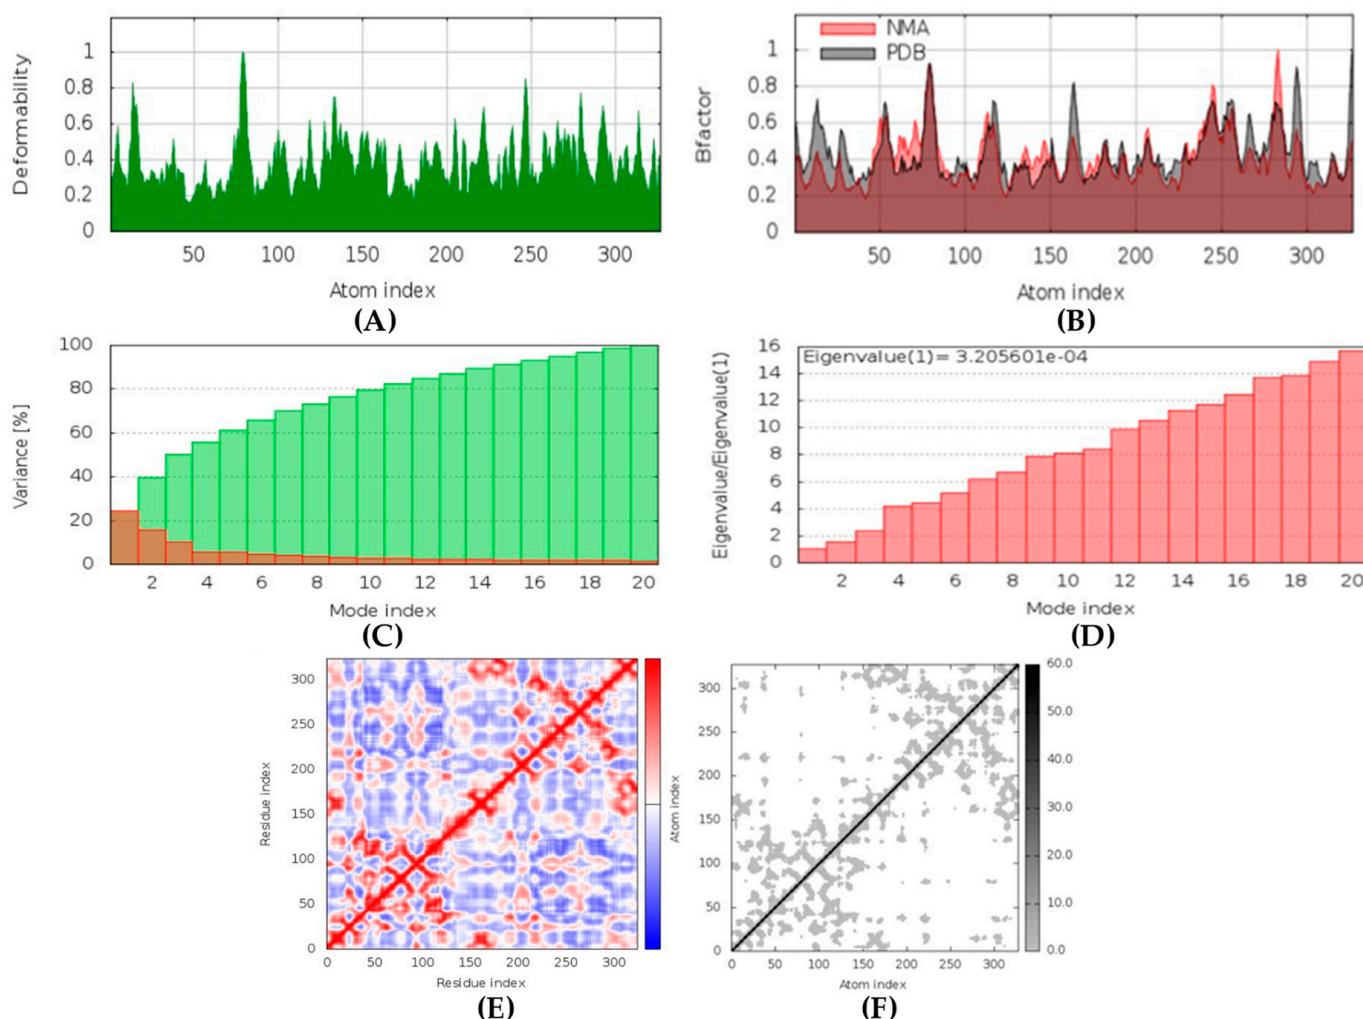 Deformability
1
0.8
0.6
0.4
0.2
0
50 100 150 200 250 300
Atom index
(A)
NMA
PDB
Bfactor
1
0.8
0.6
0.4
0.2
0
50 100 150 200 250 300
Atom index
(B)
Variance [%]
100
80
60
40
20
0
2 4 6 8 10 12 14 16 18 20
Mode index
(C)
Eigenvalue(1)= 3.205601e-04
Eigenvalue/Eigenvalue(1)
16
14
12
10
8
6
4
2
0
2 4 6 8 10 12 14 16 18 20
Mode index
(D)
Residue index
300
250
200
150
100
50
0
0 50 100 150 200 250 300
Residue index
(E)
Atom index
300
250
200
150
100
50
0
0 50 100 150 200 250 300
Atom index
60.0
50.0
40.0
30.0
20.0
10.0
0.0
(F)